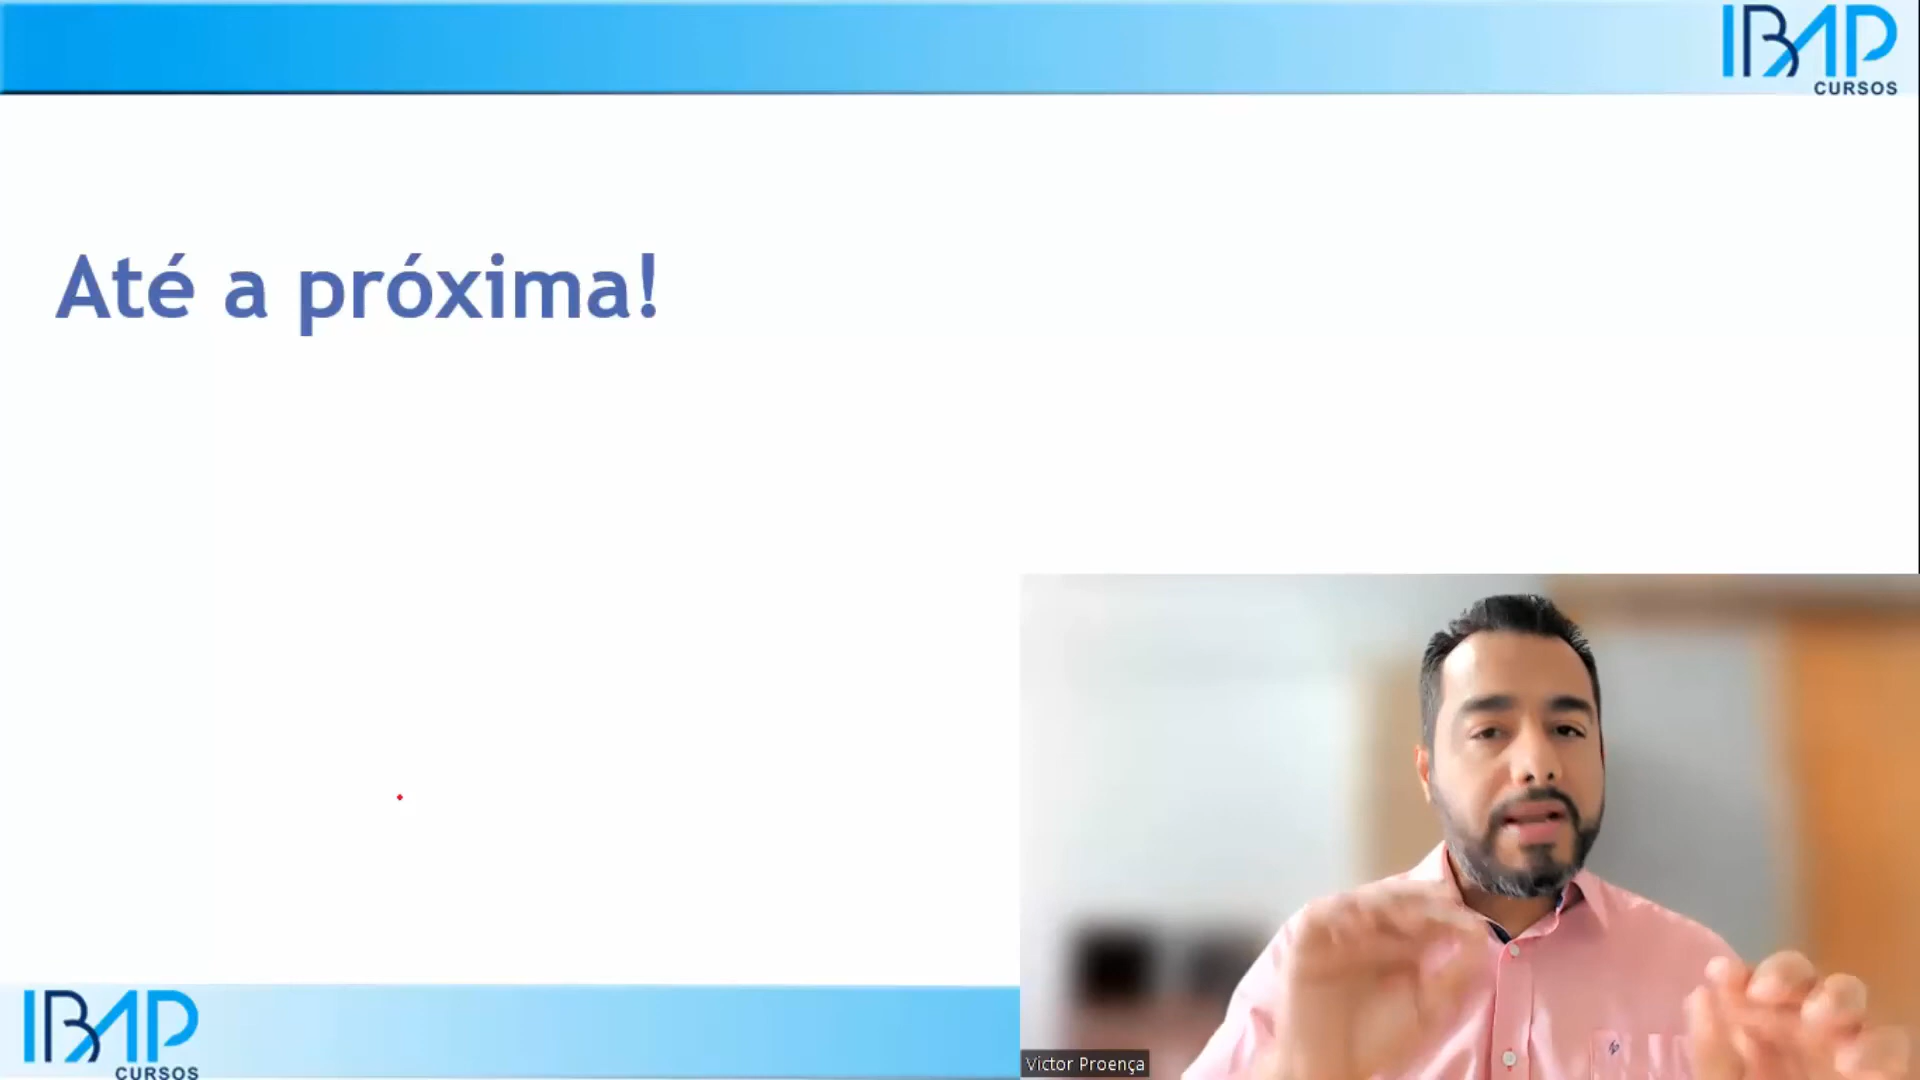 IBAP
CURSOS
Até a próxima!
IBAP
CURSOS
Victor Proença